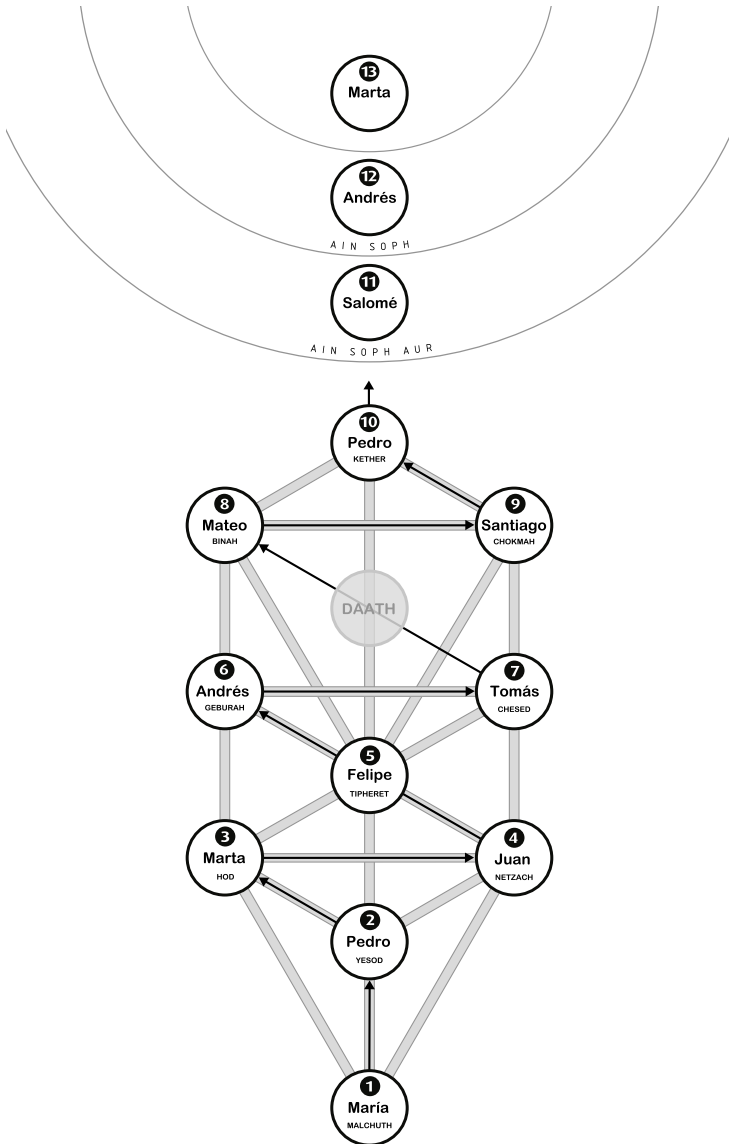 13
Marta
12
Andrés
AIN SOPH
11
Salomé
AIN SOPH AUR
10
Pedro
KETHER
8
Mateo
BINAH
9
Santiago
CHOKMAH
DAATH
6
Andrés
GEBURAH
7
Tomás
CHESED
5
Felipe
TIPHERET
3
Marta
HOD
4
Juan
NETZACH
2
Pedro
YESOD
1
María
MALCHUTH